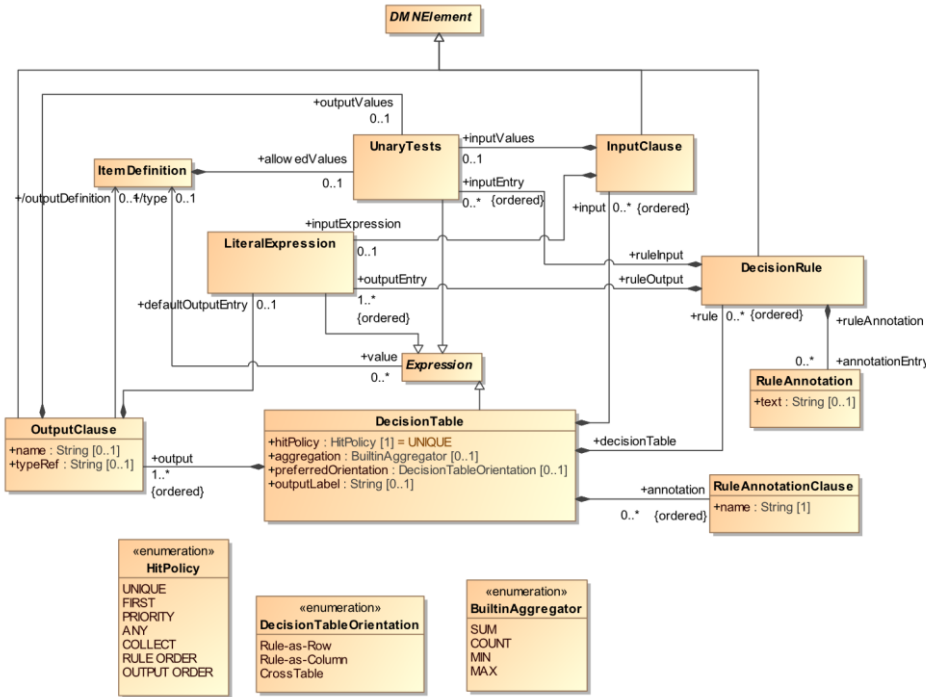 DMNElement
+outputValues
0..1
UnaryTests
+inputValues
0..1
InputClause
ItemDefinition
+allowedValues
0..1
+inputEntry
0..*
{ordered}
+/outputDefinition
0..1
+/type
0..1
+input
0..*
{ordered}
+inputExpression
0..1
LiteralExpression
+ruleInput
DecisionRule
+outputEntry
1..*
{ordered}
+ruleOutput
+defaultOutputEntry
0..1
+rule
0..*
{ordered}
+ruleAnnotation
+value
0..*
Expression
0..*
+annotationEntry
RuleAnnotation
+text : String [0..1]
OutputClause
+name : String [0..1]
+typeRef : String [0..1]
DecisionTable
+hitPolicy : HitPolicy [1] = UNIQUE
+aggregation : BuiltinAggregator [0..1]
+preferredOrientation : DecisionTableOrientation [0..1]
+outputLabel : String [0..1]
+decisionTable
+output
1..*
{ordered}
+annotation
0..*
{ordered}
RuleAnnotationClause
+name : String [1]
«enumeration»
HitPolicy
UNIQUE
FIRST
PRIORITY
ANY
COLLECT
RULE ORDER
OUTPUT ORDER
«enumeration»
DecisionTableOrientation
Rule-as-Row
Rule-as-Column
CrossTable
«enumeration»
BuiltinAggregator
SUM
COUNT
MIN
MAX